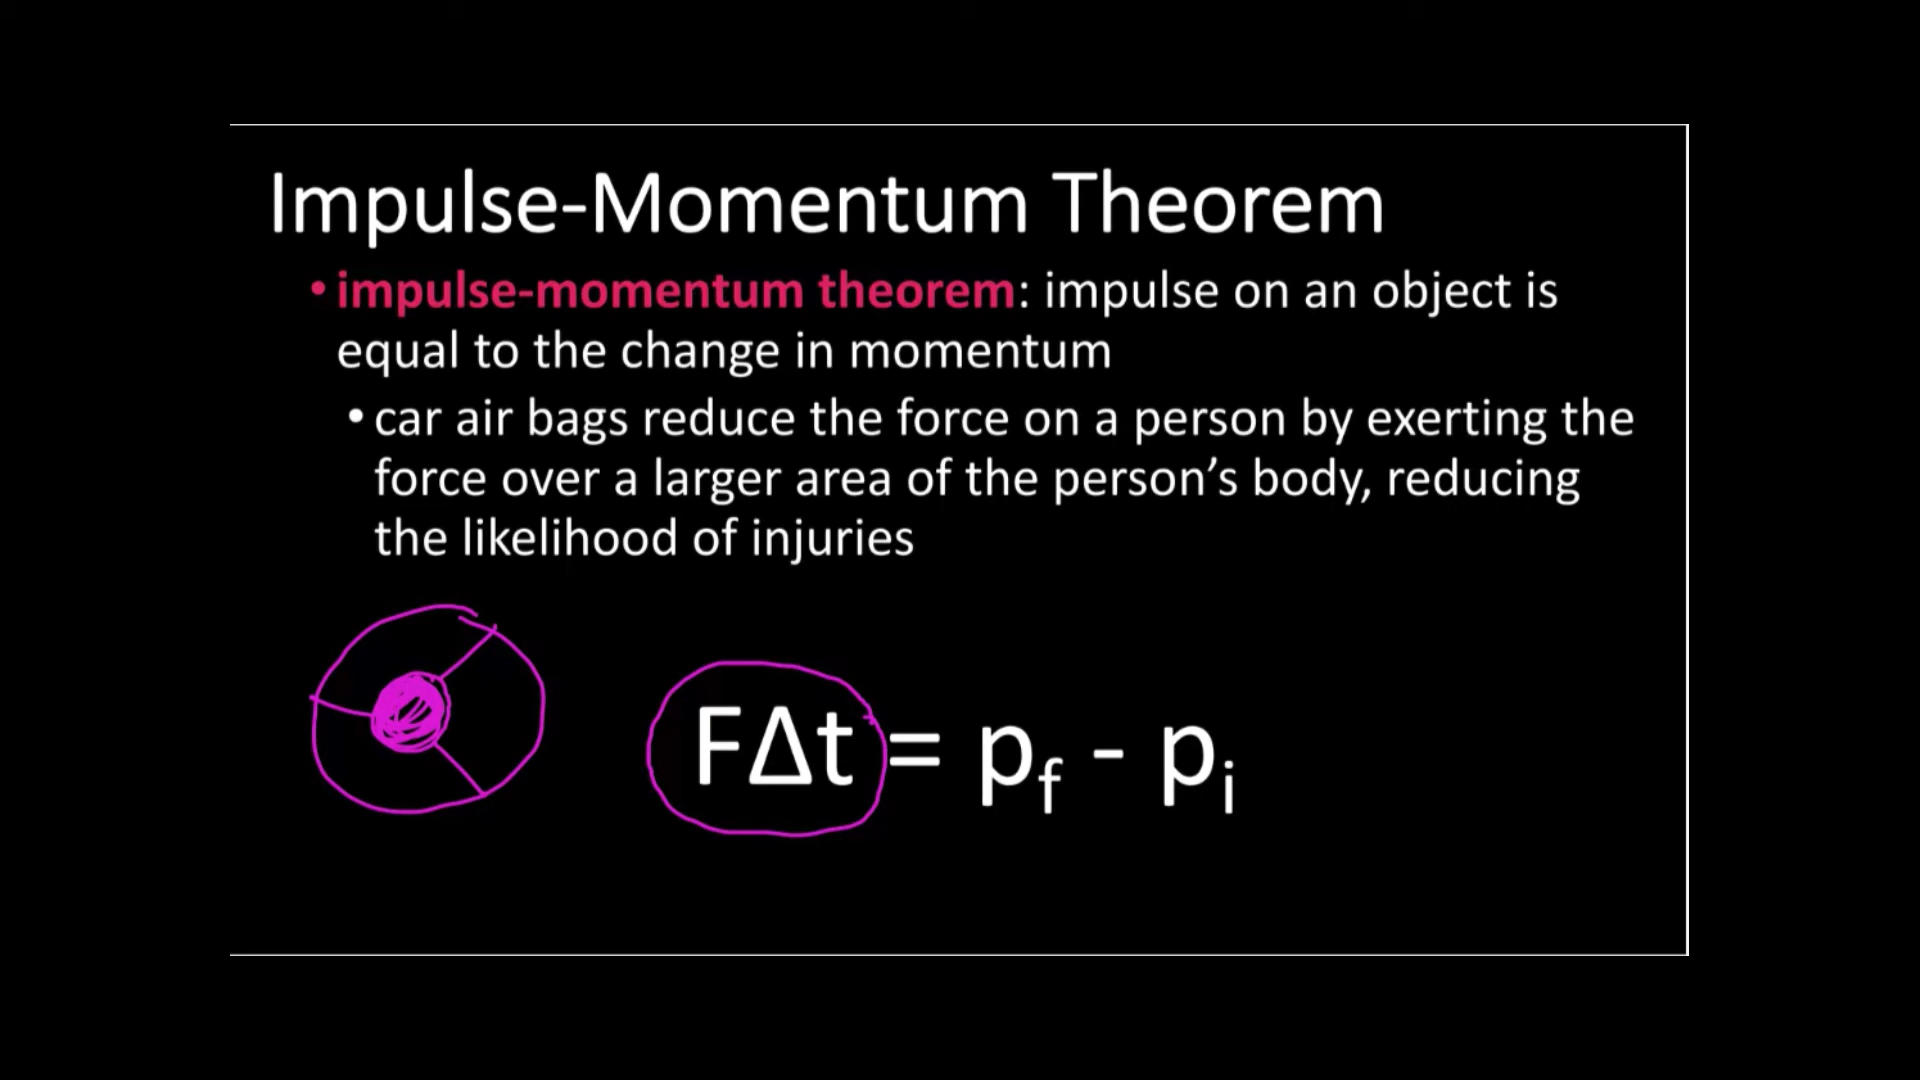 Impulse-Momentum Theorem
• impulse-momentum theorem: impulse on an object is
equal to the change in momentum
• car air bags reduce the force on a person by exerting the
force over a larger area of the person’s body, reducing
the likelihood of injuries
FΔt = pf - pi